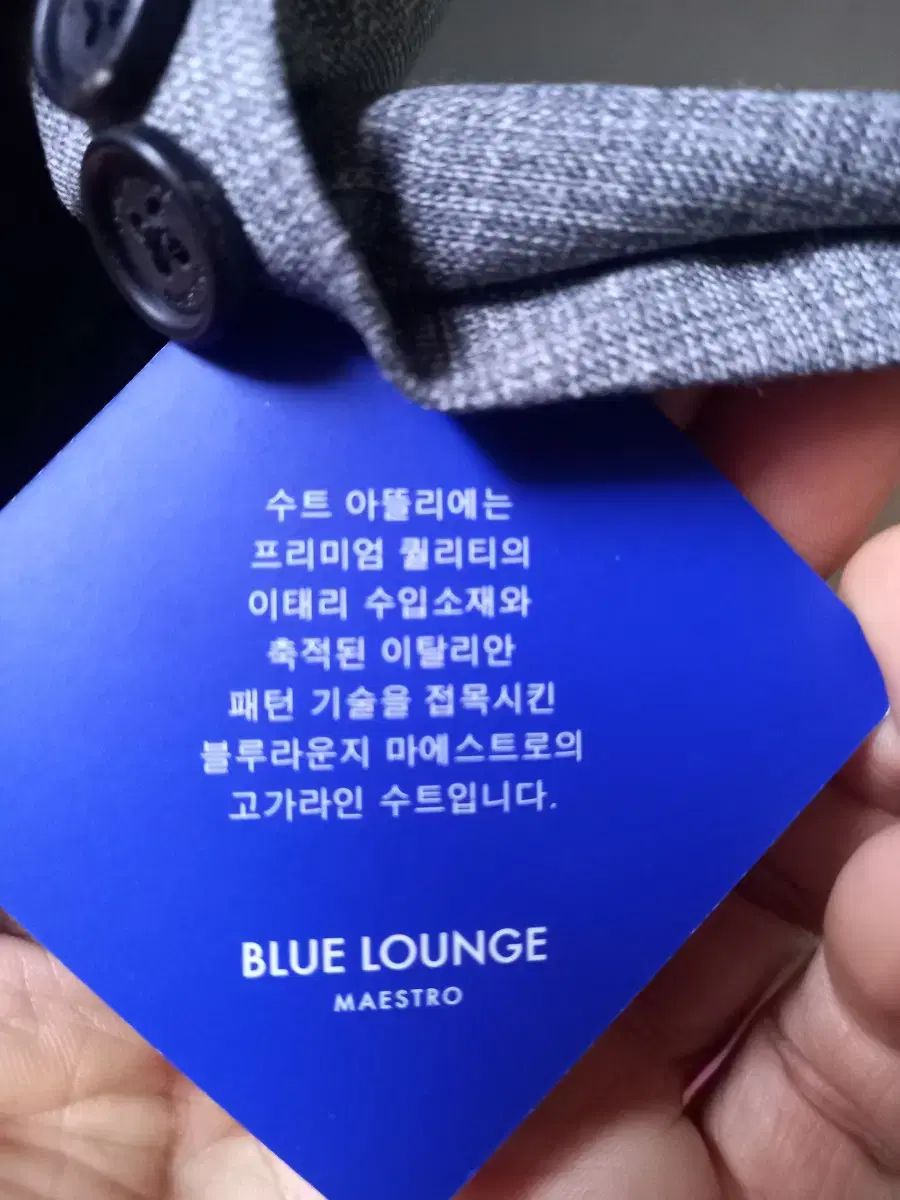 수트 아뜰리에는
프리미엄 퀄리티의
이태리 수입소재와
축적된 이탈리안
패턴 기술을 접목시킨
블루라운지 마에스트로의
고가라인 수트입니다.
BLUE LOUNGE
MAESTRO